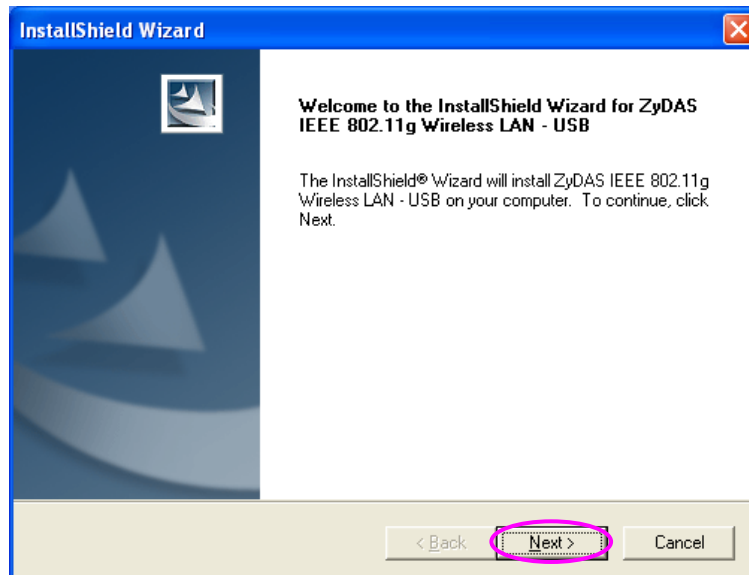 InstallShield Wizard
Welcome to the InstallShield Wizard for ZyDAS
IEEE 802.11g Wireless LAN - USB
The InstallShield® Wizard will install ZyDAS IEEE 802.11g
Wireless LAN - USB on your computer. To continue, click
Next.
< Back Next > Cancel